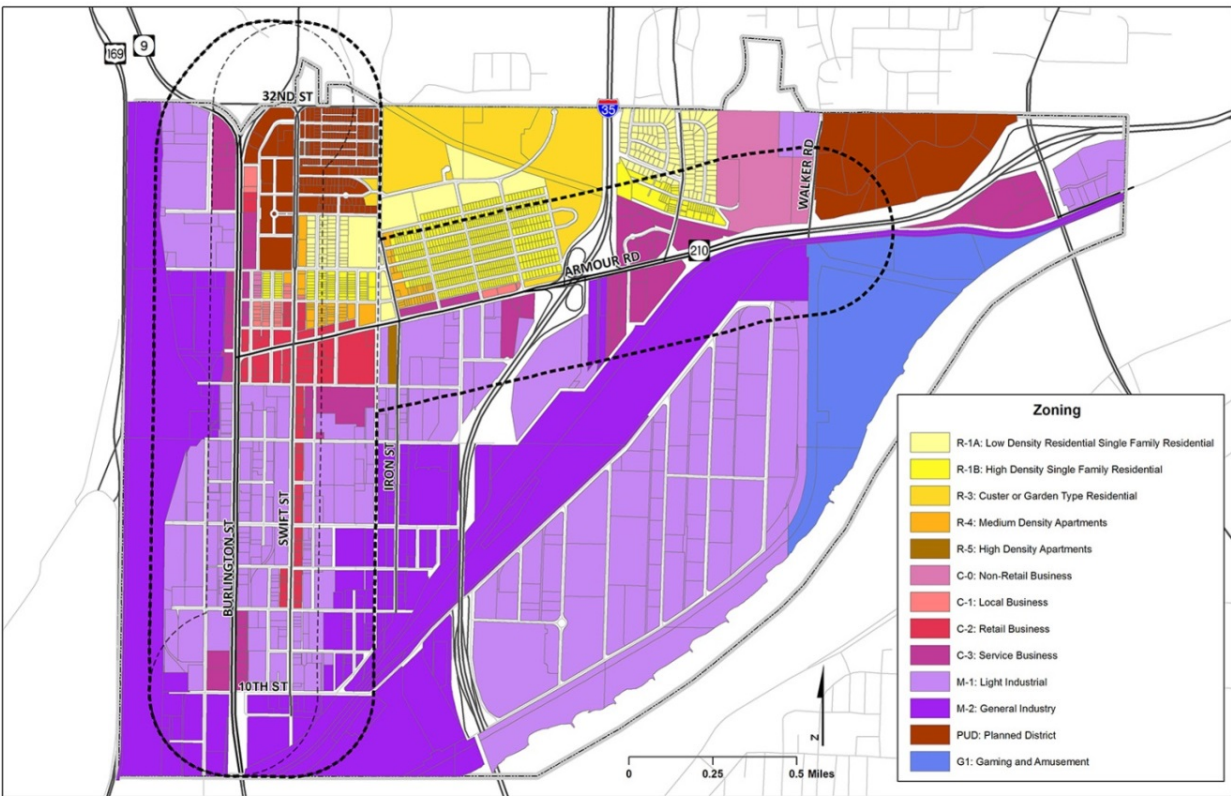 169
9
32ND ST
35
WALKER RD
210
ARMOUR RD
IRON ST
SWIFT ST
BURLINGTON ST
10TH ST
Zoning
R-1A: Low Density Residential Single Family Residential
R-1B: High Density Single Family Residential
R-3: Custer or Garden Type Residential
R-4: Medium Density Apartments
R-5: High Density Apartments
C-0: Non-Retail Business
C-1: Local Business
C-2: Retail Business
C-3: Service Business
M-1: Light Industrial
M-2: General Industry
PUD: Planned District
G1: Gaming and Amusement
N
0 0.25 0.5 Miles